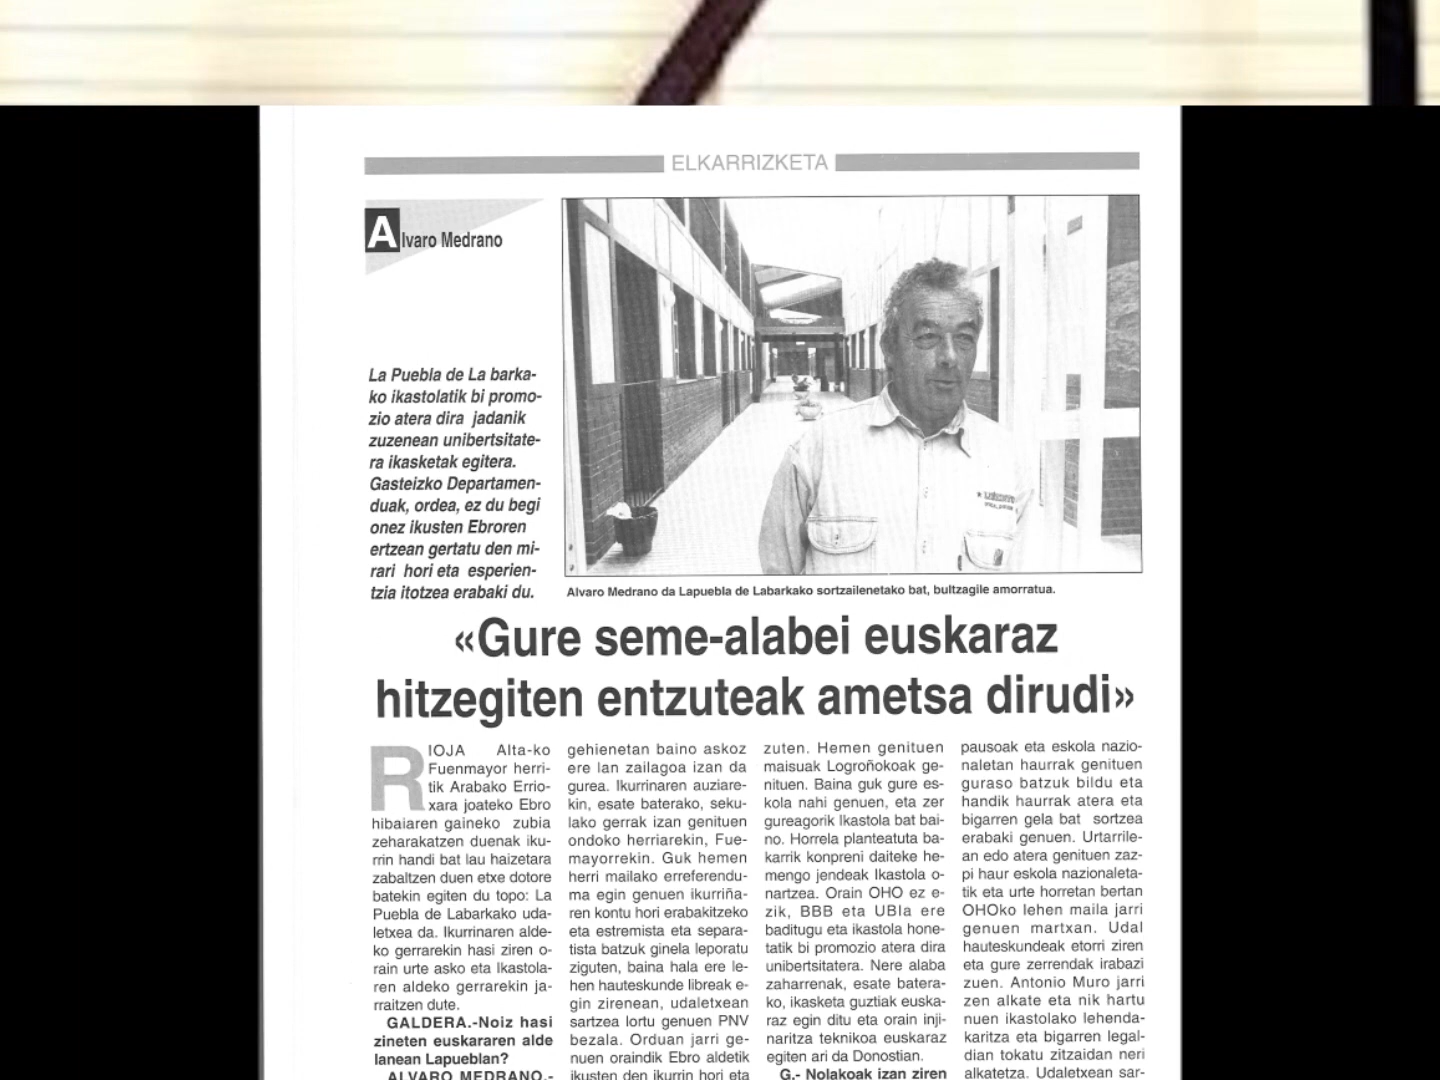 ELKARRIZKETA
Alvaro Medrano
La Puebla de La barka-
ko ikastolatik bi promo-
zio atera dira jadanik
zuzenean unibertsitate-
ra ikasketak egitera.
Gasteizko Departamen-
duak, ordea, ez du begi
onez ikusten Ebroren
ertzean gertatu den mi-
rari hori eta esperien-
tzia itotzea erabaki du.
Alvaro Medrano da Lapuebla de Labarkako sortzailenetako bat, bultzagile amorratua.
«Gure seme-alabei euskaraz
hitzegiten entzuteak ametsa dirudi»
RIOJA Alta-ko
Fuenmayor herri-
tik Arabako Errio-
xara joateko Ebro
hibaiaren gaineko zubia
zeharakatzen duenak iku-
rrin handi bat lau haizetara
zabaltzen duen etxe dotore
batekin egiten du topo: La
Puebla de Labarkako uda-
letxea da. Ikurrinaren alde-
ko gerrarekin hasi ziren o-
rain urte asko eta Ikastola-
ren aldeko gerrarekin ja-
rraitzen dute.
GALDERA.-Noiz hasi
zineten euskararen alde
lanean Lapueblan?
ALVARO MEDRANO.-
gehienetan baino askoz
ere lan zailagoa izan da
gurea. Ikurrinaren auziare-
kin, esate baterako, seku-
lako gerrak izan genituen
ondoko herriarekin, Fue-
mayorrekin. Guk hemen
herri mailako erreferendu-
ma egin genuen ikurriña-
ren kontu hori erabakitzeko
eta estremista eta separa-
tista batzuk ginela leporatu
ziguten, baina hala ere le-
hen hauteskunde libreak e-
gin zirenean, udaletxean
sartzea lortu genuen PNV
bezala. Orduan jarri ge-
nuen oraindik Ebro aldetik
ikusten den ikurrin hori eta
zuten. Hemen genituen
maisuak Logroñokoak ge-
nituen. Baina guk gure es-
kola nahi genuen, eta zer
gureagorik Ikastola bat bai-
no. Horrela planteatuta ba-
karrik konpreni daiteke he-
mengo jendeak Ikastola o-
nartzea. Orain OHO ez e-
zik, BBB eta UBIa ere
baditugu eta ikastola hone-
tatik bi promozio atera dira
unibertsitatera. Nere alaba
zaharrenak, esate batera-
ko, ikasketa guztiak euska-
raz egin ditu eta orain inji-
naritza teknikoa euskaraz
egiten ari da Donostian.
G.- Nolakoak izan ziren
pausoak eta eskola nazio-
naletan haurrak genituen
guraso batzuk bildu eta
handik haurrak atera eta
bigarren gela bat sortzea
erabaki genuen. Urtarrile-
an edo atera genituen zaz-
pi haur eskola nazionaleta-
tik eta urte horretan bertan
OHOko lehen maila jarri
genuen martxan. Udal
hauteskundeak etorri ziren
eta gure zerrendak irabazi
zuen. Antonio Muro jarri
zen alkate eta nik hartu
nuen ikastolako lehenda-
karitza eta bigarren legal-
dian tokatu zitzaidan neri
alkatetza. Udaletxean sar-